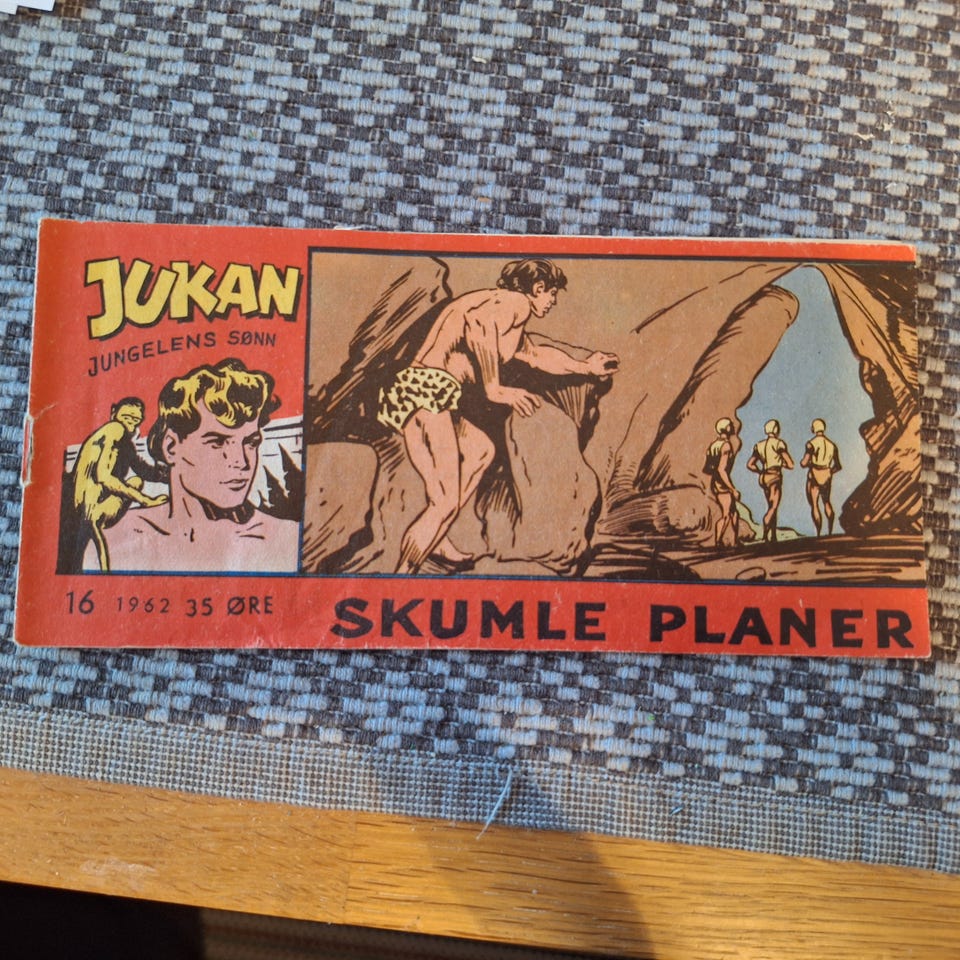 JUKAN
JUNGELENS SØNN
16 1962 35 ØRE
SKUMLE PLANER